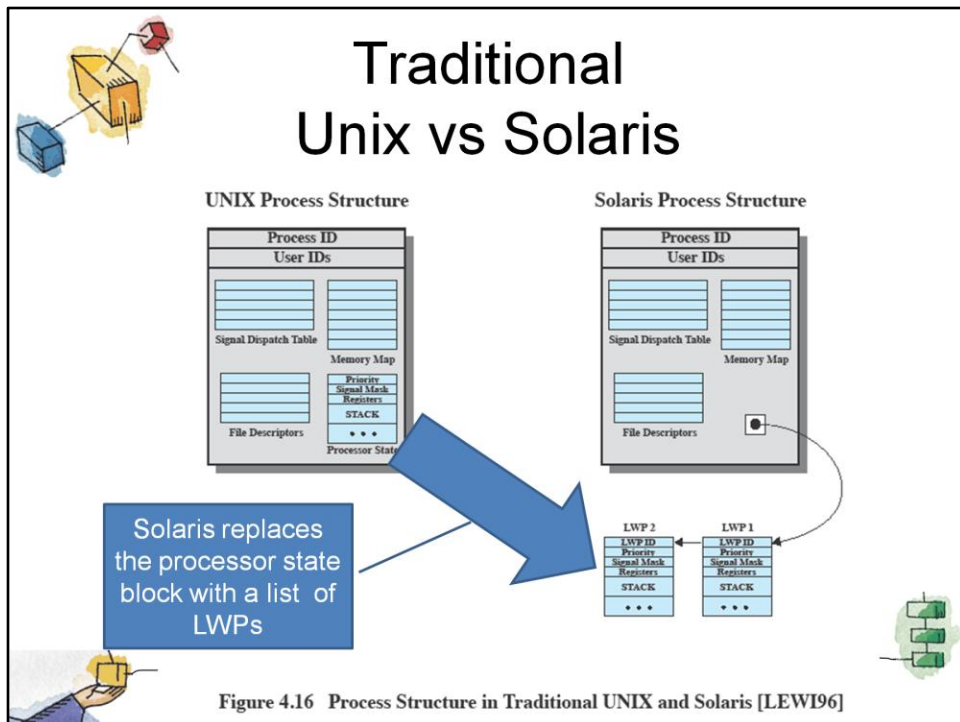 Traditional
Unix vs Solaris
UNIX Process Structure
Process ID
User IDs
Signal Dispatch Table
Memory Map
Priority
Signal Mask
Registers
STACK
• • •
File Descriptors
Processor State
Solaris Process Structure
Process ID
User IDs
Signal Dispatch Table
Memory Map
File Descriptors
Solaris replaces
the processor state
block with a list of
LWPs
LWP 2
LWP ID
Priority
Signal Mask
Registers
STACK
• • •
LWP 1
LWP ID
Priority
Signal Mask
Registers
STACK
• • •
Figure 4.16 Process Structure in Traditional UNIX and Solaris [LEWI96]